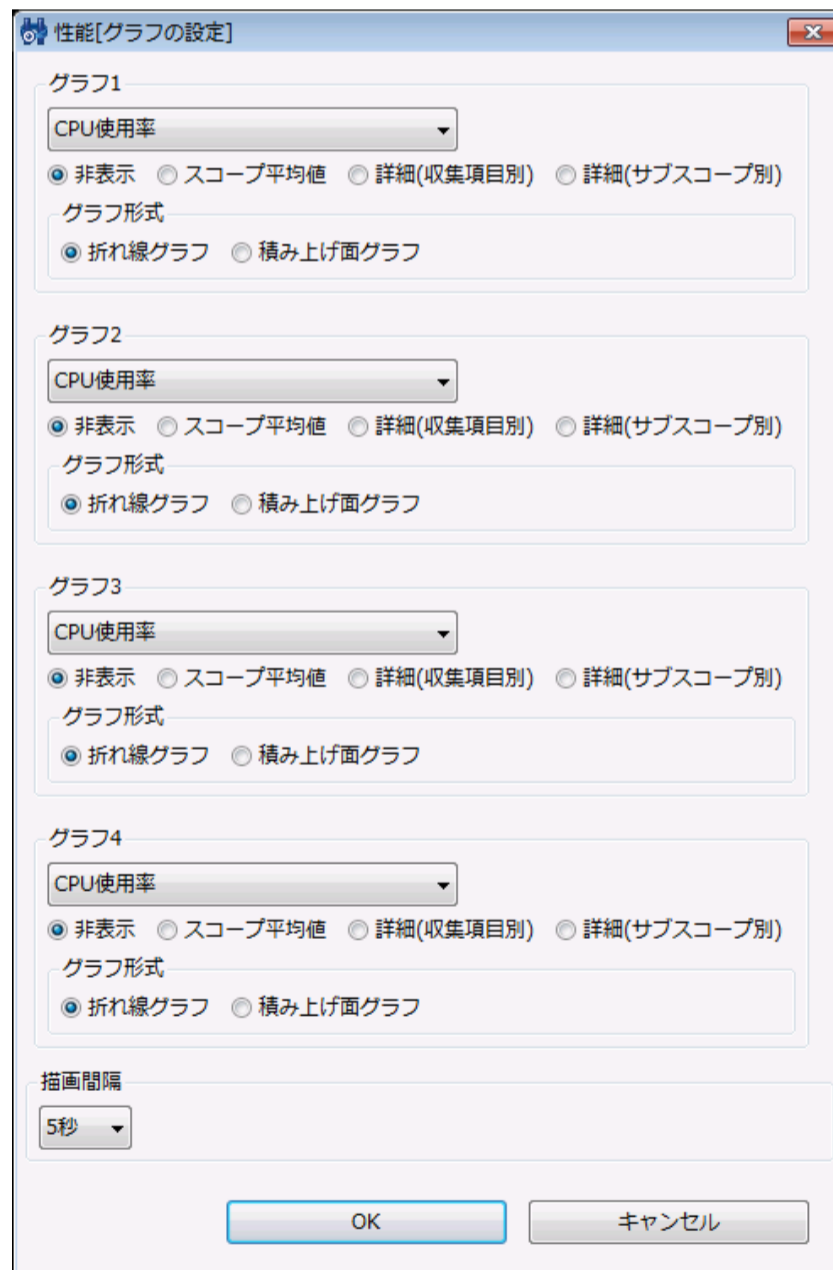 性能[グラフの設定]
グラフ1
CPU使用率
非表示 スコープ平均値 詳細(収集項目別) 詳細(サブスコープ別)
グラフ形式
折れ線グラフ 積み上げ面グラフ
グラフ2
CPU使用率
非表示 スコープ平均値 詳細(収集項目別) 詳細(サブスコープ別)
グラフ形式
折れ線グラフ 積み上げ面グラフ
グラフ3
CPU使用率
非表示 スコープ平均値 詳細(収集項目別) 詳細(サブスコープ別)
グラフ形式
折れ線グラフ 積み上げ面グラフ
グラフ4
CPU使用率
非表示 スコープ平均値 詳細(収集項目別) 詳細(サブスコープ別)
グラフ形式
折れ線グラフ 積み上げ面グラフ
描画間隔
5秒
OK キャンセル